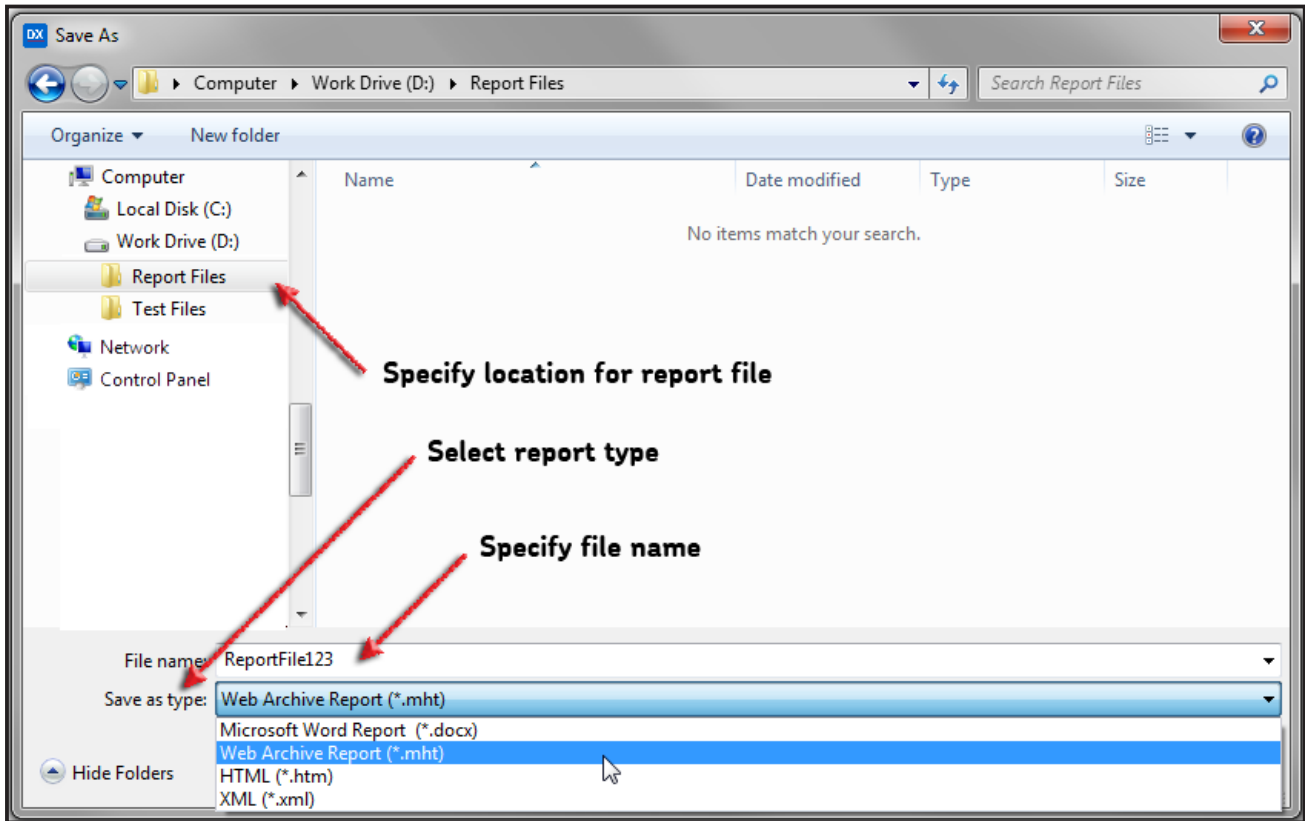 DX Save As
Computer Work Drive (D:) Report Files Search Report Files
Organize New folder
Computer
Local Disk (C:)
Work Drive (D:)
Report Files
Test Files
Network
Control Panel
Name Date modified Type Size
No items match your search.
Specify location for report file
Select report type
Specify file name
File name: ReportFile123
Save as type: Web Archive Report (*.mht)
Microsoft Word Report (*.docx)
Web Archive Report (*.mht)
HTML (*.htm)
XML (*.xml)
Hide Folders